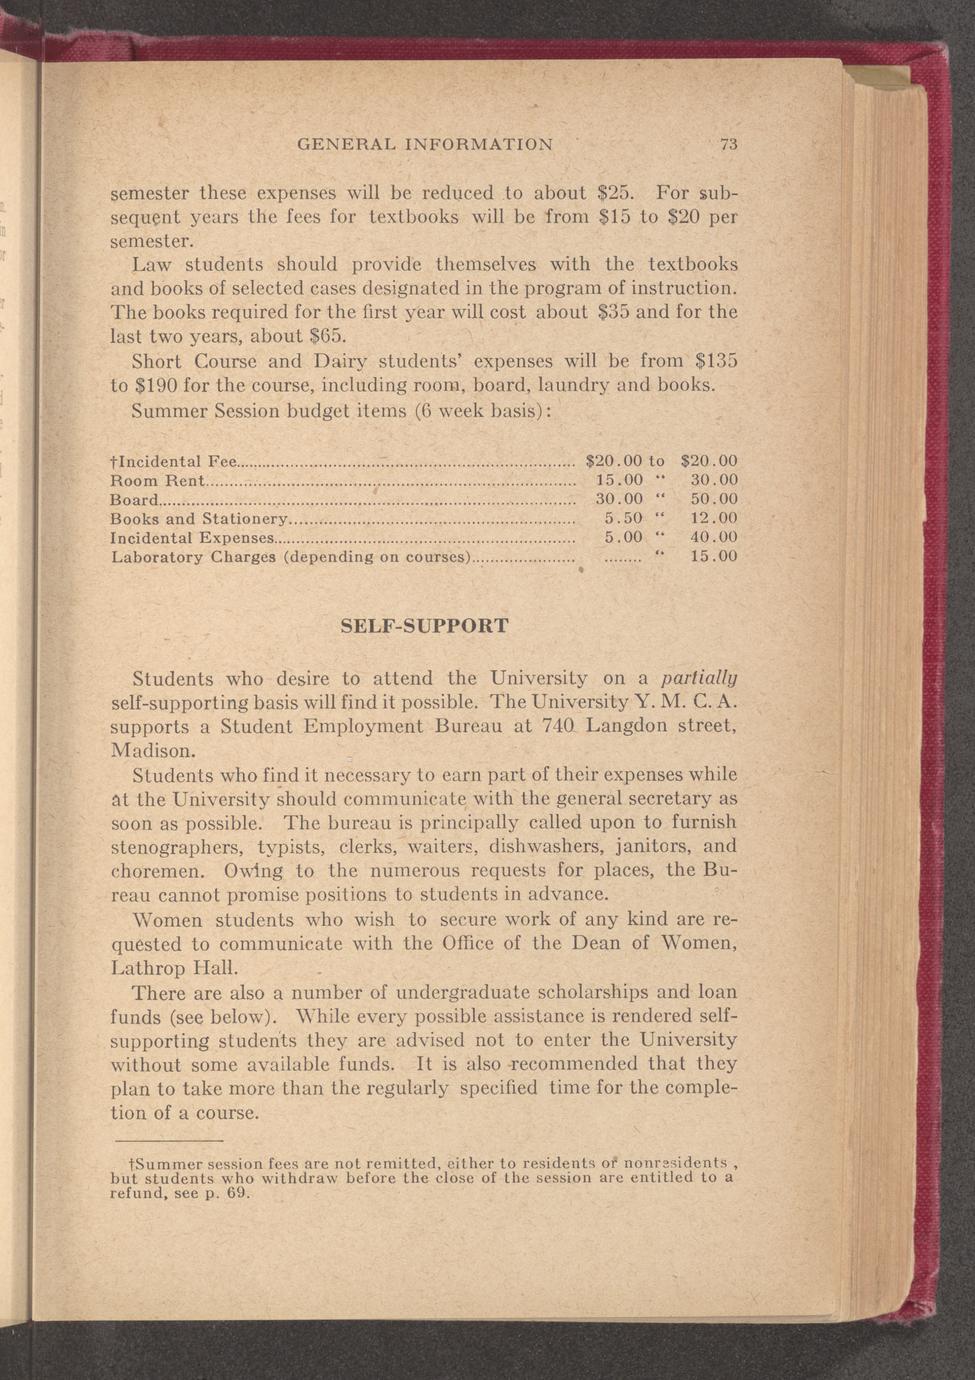 GENERAL INFORMATION 73
semester these expenses will be reduced to about $25. For sub-
sequent years the fees for textbooks will be from $15 to $20 per
semester.
Law students should provide themselves with the textbooks
and books of selected cases designated in the program of instruction.
The books required for the first year will cost about $35 and for the
last two years, about $65.
Short Course and Dairy students' expenses will be from $135
to $190 for the course, including room, board, laundry and books.
Summer Session budget items (6 week basis):
†Incidental Fee........ $20.00 to $20.00
Room Rent........ 15.00 “ 30.00
Board........ 30.00 “ 50.00
Books and Stationery........ 5.50 “ 12.00
Incidental Expenses........ 5.00 “ 40.00
Laboratory Charges (depending on courses)........ ........ “ 15.00
SELF-SUPPORT
Students who desire to attend the University on a partially
self-supporting basis will find it possible. The University Y. M. C. A.
supports a Student Employment Bureau at 740 Langdon street,
Madison.
Students who find it necessary to earn part of their expenses while
at the University should communicate with the general secretary as
soon as possible. The bureau is principally called upon to furnish
stenographers, typists, clerks, waiters, dishwashers, janitors, and
choremen. Owing to the numerous requests for places, the Bu-
reau cannot promise positions to students in advance.
Women students who wish to secure work of any kind are re-
quested to communicate with the Office of the Dean of Women,
Lathrop Hall.
There are also a number of undergraduate scholarships and loan
funds (see below). While every possible assistance is rendered self-
supporting students they are advised not to enter the University
without some available funds. It is also recommended that they
plan to take more than the regularly specified time for the comple-
tion of a course.
†Summer session fees are not remitted, either to residents or nonresidents ,
but students who withdraw before the close of the session are entitled to a
refund, see p. 69.